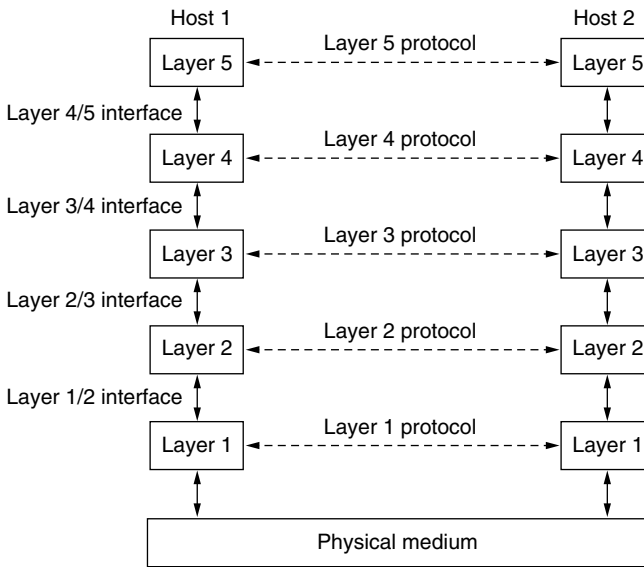 Host 1
Host 2
Layer 5
Layer 5 protocol
Layer 5
Layer 4/5 interface
Layer 4
Layer 4 protocol
Layer 4
Layer 3/4 interface
Layer 3
Layer 3 protocol
Layer 3
Layer 2/3 interface
Layer 2
Layer 2 protocol
Layer 2
Layer 1/2 interface
Layer 1
Layer 1 protocol
Layer 1
Physical medium